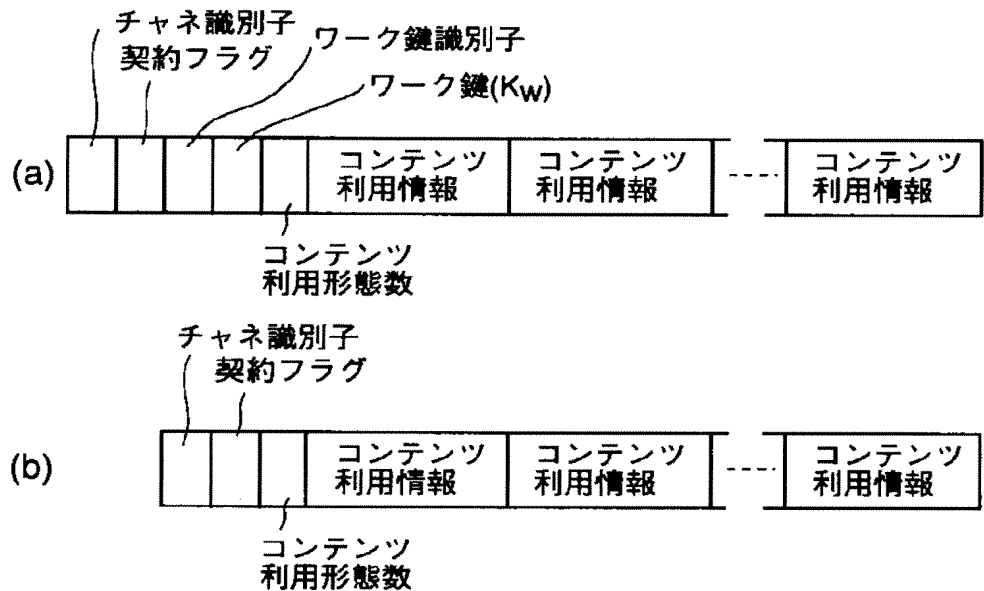 チャネ識別子
契約フラグ
ワーク鍵識別子
ワーク鍵(KW)
(a)
コンテンツ
利用情報
コンテンツ
利用情報
コンテンツ
利用情報
コンテンツ
利用形態数
チャネ識別子
契約フラグ
(b)
コンテンツ
利用情報
コンテンツ
利用情報
コンテンツ
利用情報
コンテンツ
利用形態数